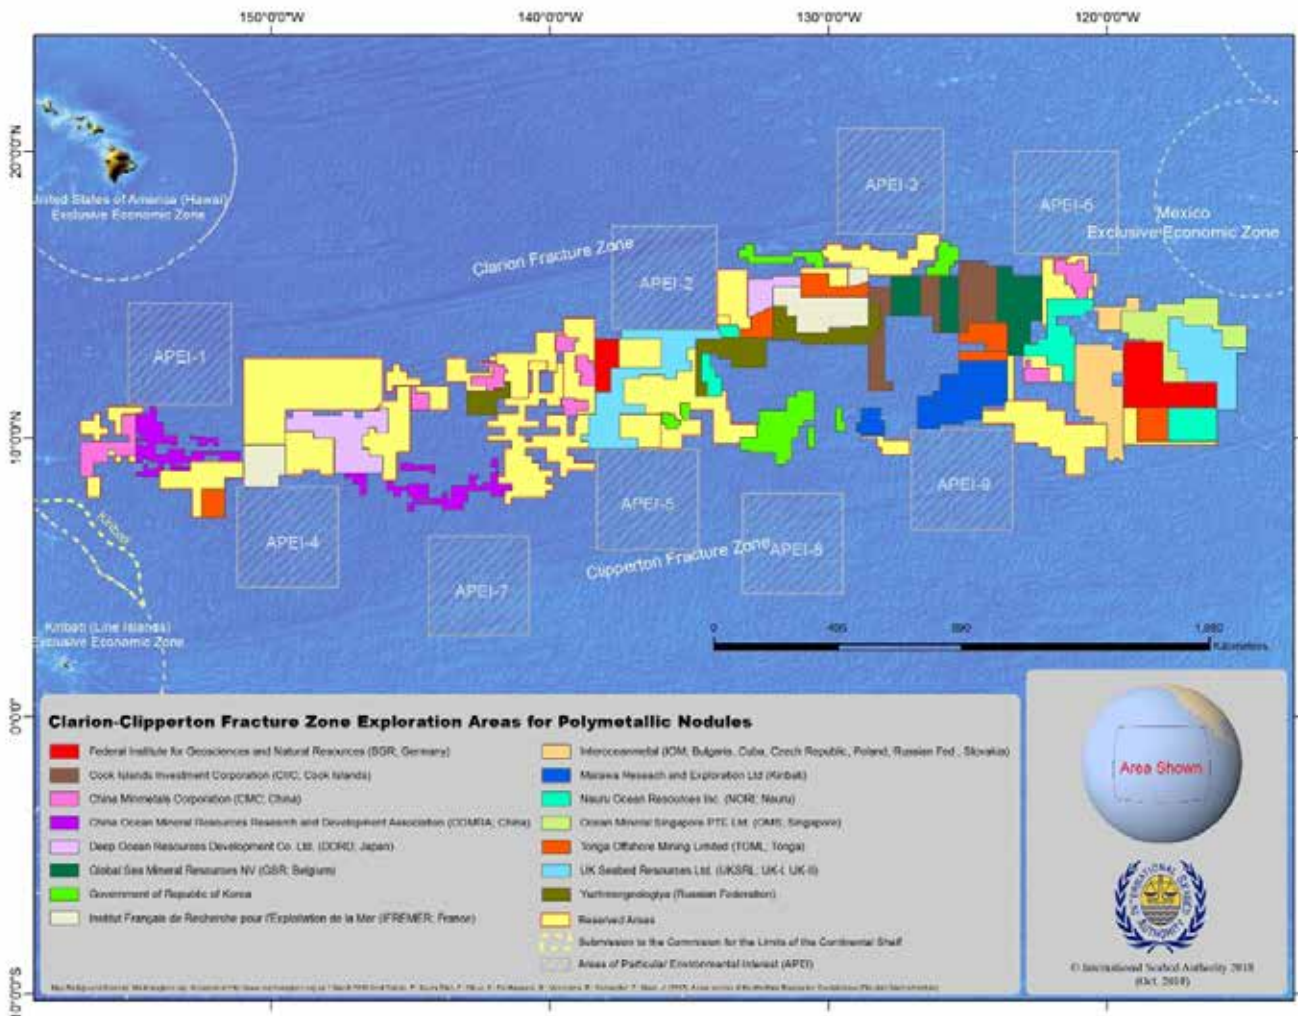 150°0'0"W 140°0'0"W 130°0'0"W 120°0'0"W
20°0'0"N
10°0'0"N
0°0'0"
10°0'0"S
United States of America (Hawaii)
Exclusive Economic Zone
Clarion Fracture Zone
APEI-3
APEI-6
Mexico
Exclusive Economic Zone
APEI-2
APEI-1
APEI-9
APEI-5
APEI-4
Clipperton Fracture Zone
APEI-8
APEI-7
Kiribati
Kiribati (Line Islands)
Exclusive Economic Zone
0 495 990 1,980
Kilometers
Clarion-Clipperton Fracture Zone Exploration Areas for Polymetallic Nodules
Federal Institute for Geosciences and Natural Resources (BGR; Germany)
Cook Islands Investment Corporation (CIIC; Cook Islands)
China Minmetals Corporation (CMC; China)
China Ocean Mineral Resources Research and Development Association (COMRA; China)
Deep Ocean Resources Development Co. Ltd. (DORD; Japan)
Global Sea Mineral Resources NV (GSR; Belgium)
Government of Republic of Korea
Institut Français de Recherche pour l'Exploitation de la Mer (IFREMER; France)
Interoceanmetal (IOM; Bulgaria, Cuba, Czech Republic, Poland, Russian Fed., Slovakia)
Marawa Reseach and Exploration Ltd (Kiribati)
Nauru Ocean Resources Inc. (NORI; Nauru)
Ocean Mineral Singapore PTE Ltd. (OMS; Singapore)
Tonga Offshore Mining Limited (TOML; Tonga)
UK Seabed Resources Ltd. (UKSRL; UK-I, UK-II)
Yuzhmorgeologiya (Russian Federation)
Reserved Areas
Submission to the Commission for the Limits of the Continental Shelf
Areas of Particular Environmental Interest (APEI)
Area Shown
INTERNATIONAL SEABED AUTHORITY
© International Seabed Authority 2018
(Oct. 2018)